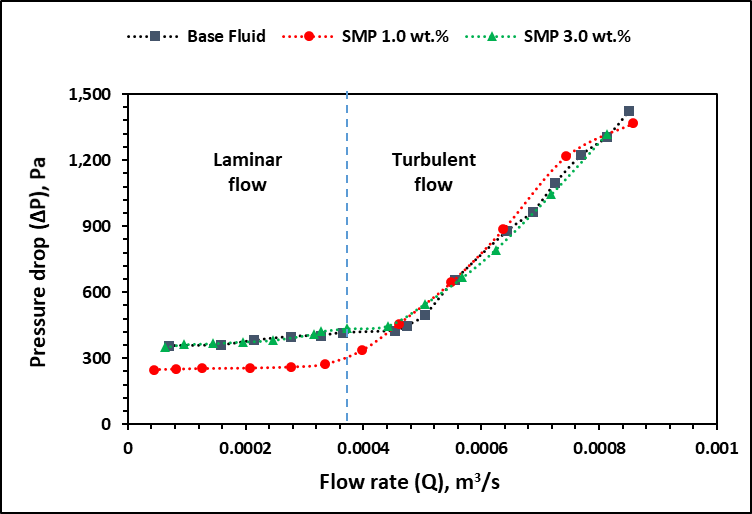 Base Fluid SMP 1.0 wt.% SMP 3.0 wt.%
1,500
1,200
900
600
300
0
Pressure drop (ΔP), Pa
Laminar
flow
Turbulent
flow
0 0.0002 0.0004 0.0006 0.0008 0.001
Flow rate (Q), m³/s